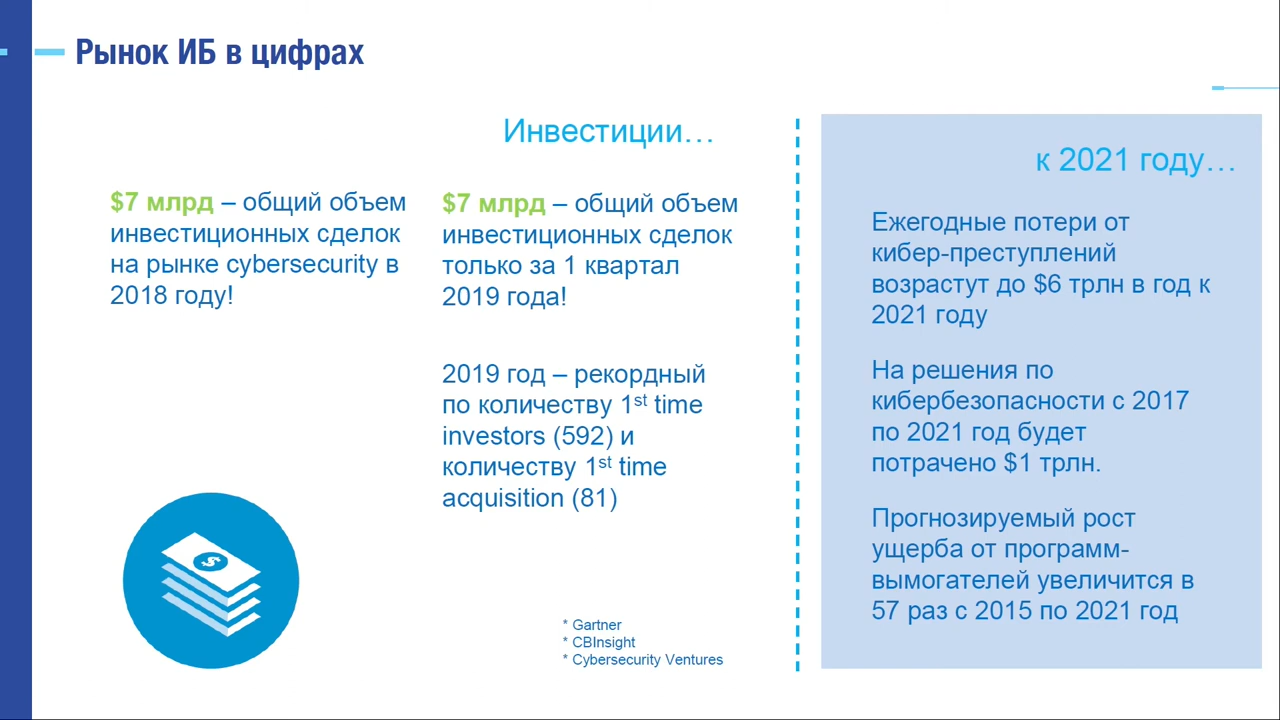 Рынок ИБ в цифрах
Инвестиции…
$7 млрд – общий объем
инвестиционных сделок
на рынке cybersecurity в
2018 году!
$7 млрд – общий объем
инвестиционных сделок
только за 1 квартал
2019 года!
2019 год – рекордный
по количеству 1st time
investors (592) и
количеству 1st time
acquisition (81)
* Gartner
* CBInsight
* Cybersecurity Ventures
к 2021 году…
Ежегодные потери от
кибер-преступлений
возрастут до $6 трлн в год к
2021 году
На решения по
кибербезопасности с 2017
по 2021 год будет
потрачено $1 трлн.
Прогнозируемый рост
ущерба от программ-
вымогателей увеличится в
57 раз с 2015 по 2021 год
$